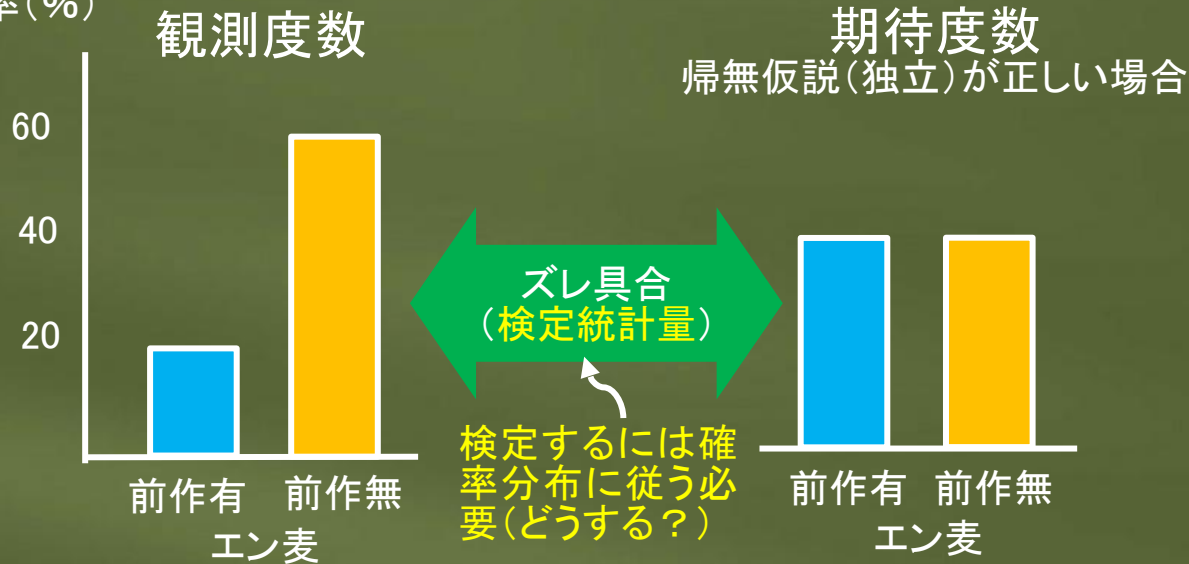 率(%)
観測度数
期待度数
帰無仮説(独立)が正しい場合
60
40
20
ズレ具合
(検定統計量)
検定するには確
率分布に従う必
要(どうする?)
前作有 前作無
エン麦
前作有 前作無
エン麦